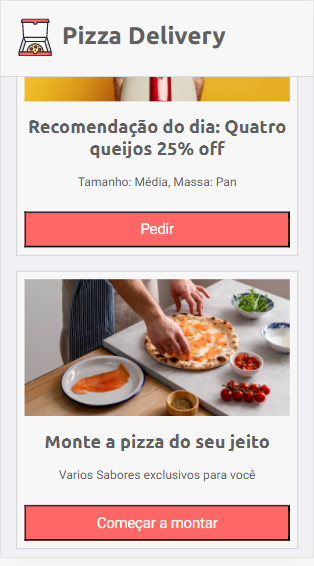 Pizza Delivery
Recomendação do dia: Quatro
queijos 25% off
Tamanho: Média, Massa: Pan
Pedir
Monte a pizza do seu jeito
Varios Sabores exclusivos para você
Começar a montar